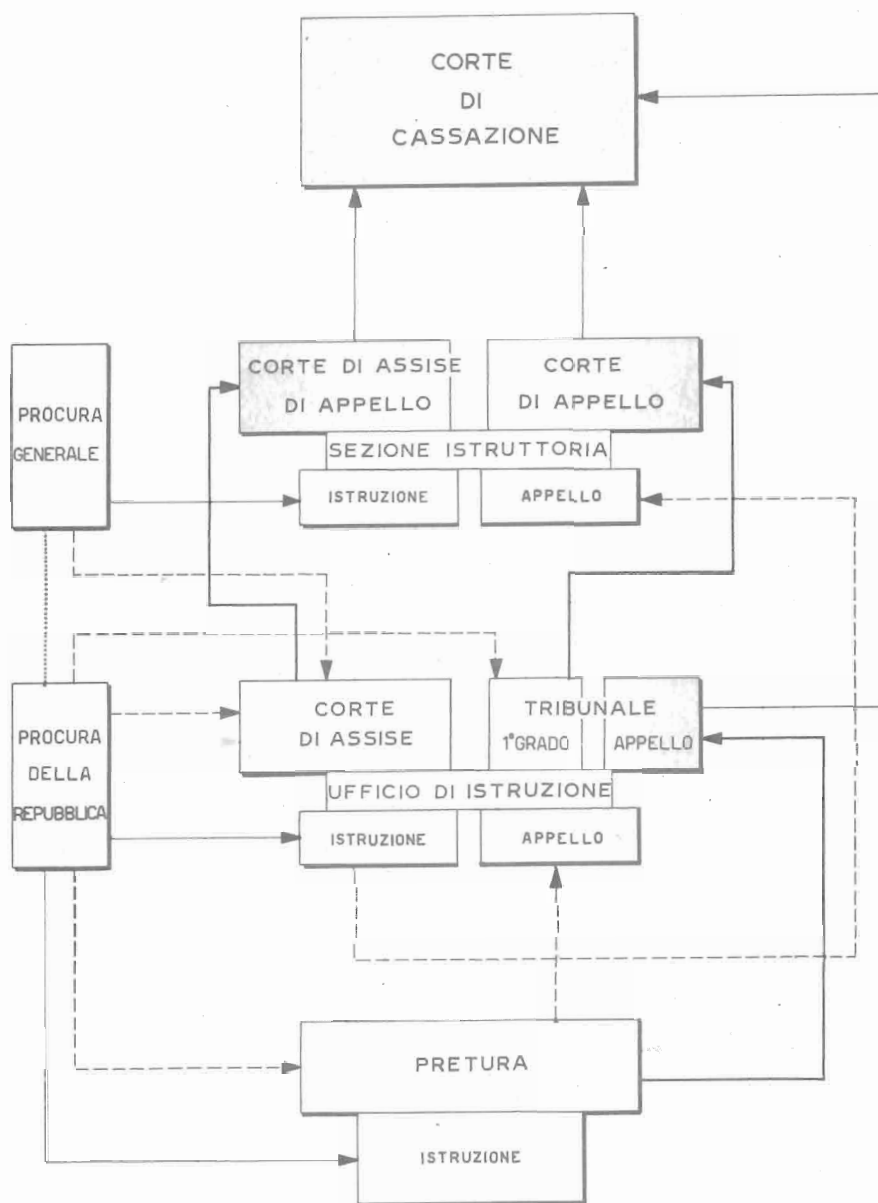 CORTE
DI
CASSAZIONE
CORTE DI ASSISE
DI APPELLO
CORTE
DI APPELLO
PROCURA
GENERALE
SEZIONE ISTRUTTORIA
ISTRUZIONE
APPELLO
PROCURA
DELLA
REPUBBLICA
CORTE
DI ASSISE
TRIBUNALE
1° GRADO
APPELLO
UFFICIO DI ISTRUZIONE
ISTRUZIONE
APPELLO
PRETURA
ISTRUZIONE